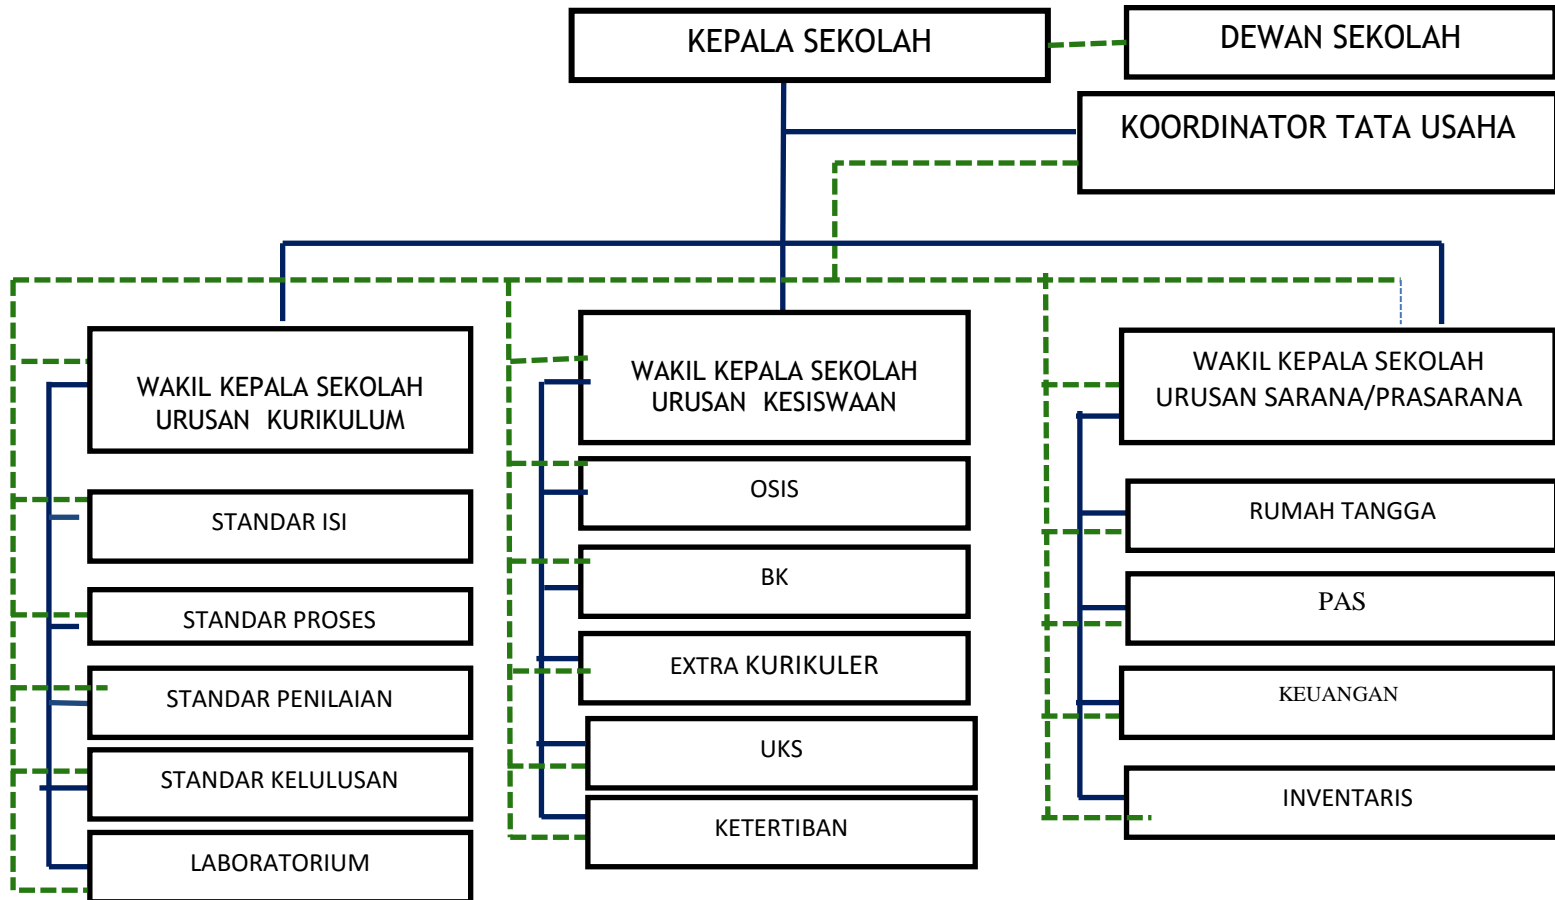 KEPALA SEKOLAH
DEWAN SEKOLAH
KOORDINATOR TATA USAHA
WAKIL KEPALA SEKOLAH
URUSAN KURIKULUM
STANDAR ISI
STANDAR PROSES
STANDAR PENILAIAN
STANDAR KELULUSAN
LABORATORIUM
WAKIL KEPALA SEKOLAH
URUSAN KESISWAAN
OSIS
BK
EXTRA KURIKULER
UKS
KETERTIBAN
WAKIL KEPALA SEKOLAH
URUSAN SARANA/PRASARANA
RUMAH TANGGA
PAS
KEUANGAN
INVENTARIS